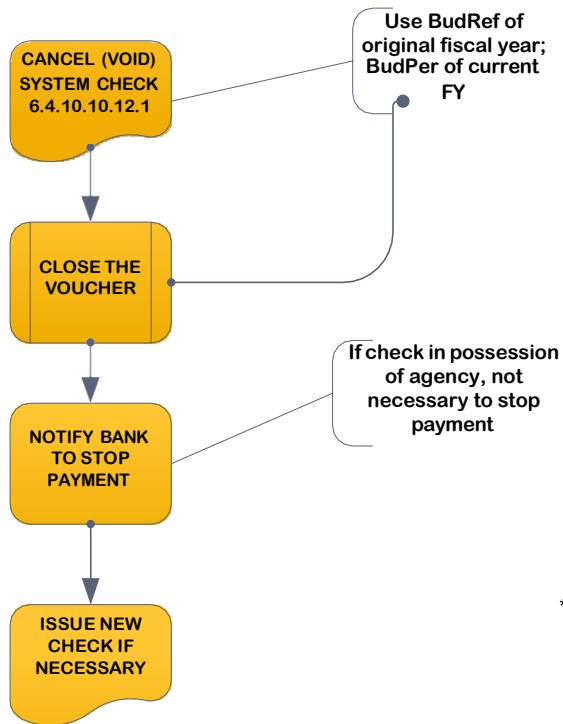 CANCEL (VOID)
SYSTEM CHECK
6.4.10.10.12.1
Use BudRef of
original fiscal year;
BudPer of current
FY
CLOSE THE
VOUCHER
If check in possession
of agency, not
necessary to stop
payment
NOTIFY BANK
TO STOP
PAYMENT
*
ISSUE NEW
CHECK IF
NECESSARY